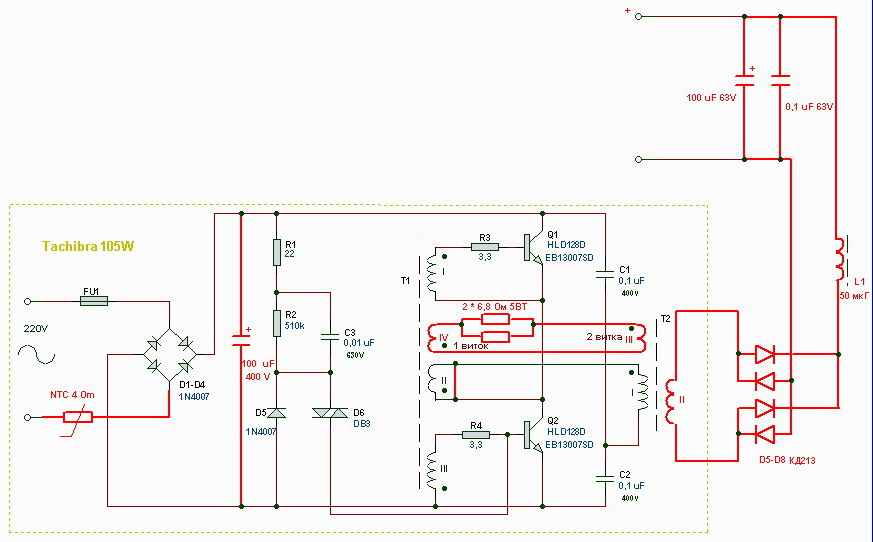 +
+
100 uF 63V
0,1 uF 63V
Tachibra 105W
FU1
220V
NTC 4 Om
D1-D4
1N4007
+
100 uF
400 V
R1
22
R2
510k
C3
0,01 uF
630V
D5
1N4007
D6
DB3
T1
I
R3
3,3
Q1
HLD128D
EB13007SD
C1
0,1 uF
400V
2 * 6,8 Ом 5ВТ
IV
1 виток
2 витка
III
T2
II
I
II
III
R4
3,3
Q2
HLD128D
EB13007SD
C2
0,1 uF
400V
L1
50 мкГ
D5-D8 КД213